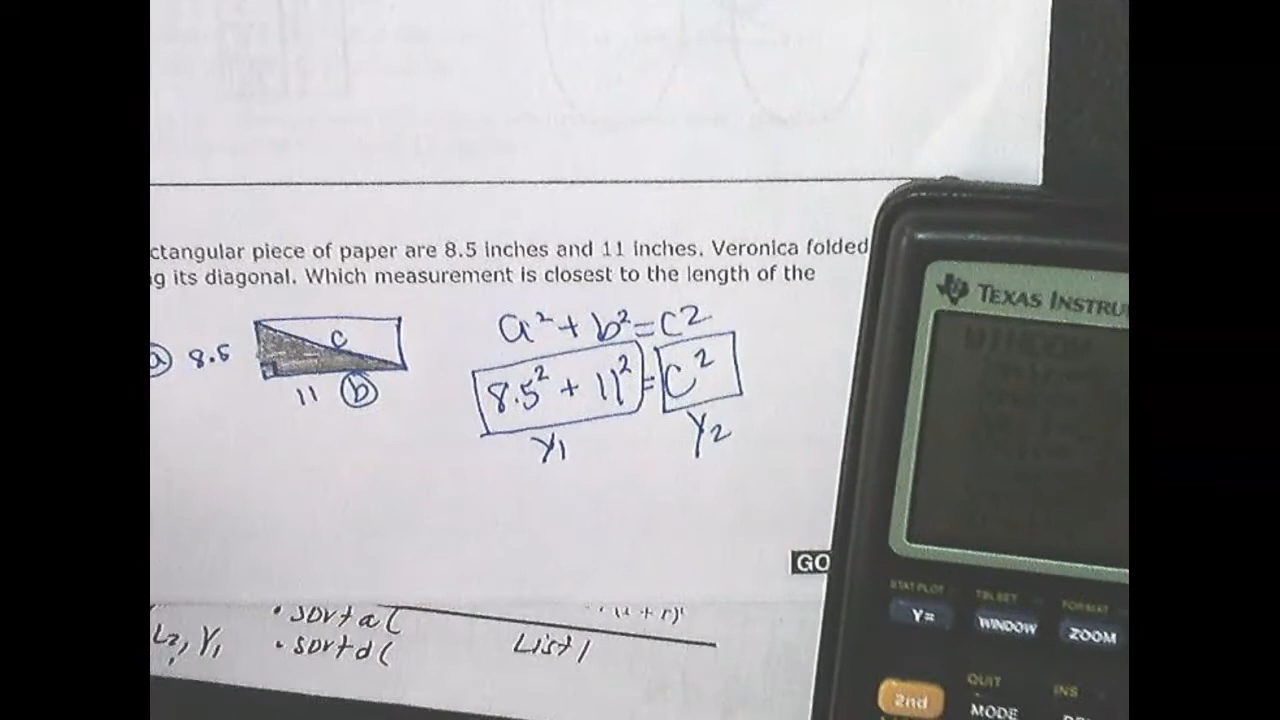 ctangular piece of paper are 8.5 inches and 11 inches. Veronica folded
g its diagonal. Which measurement is closest to the length of the
a 8.5
c
11 b
a² + b² = c2
8.5² + 11² = c²
Y1
Y2
GO
L2, Y1
• sorta(
• sortd(
List 1
TEXAS INSTRU
STAT PLOT
TBLSET
FORMAT
Y=
WINDOW
ZOOM
2nd
QUIT
MODE
INS